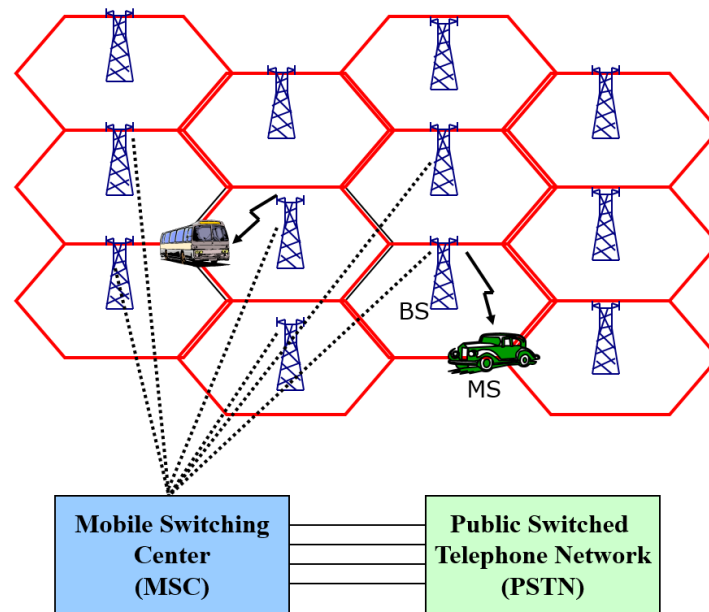 BS
MS
Mobile Switching
Center
(MSC)
Public Switched
Telephone Network
(PSTN)